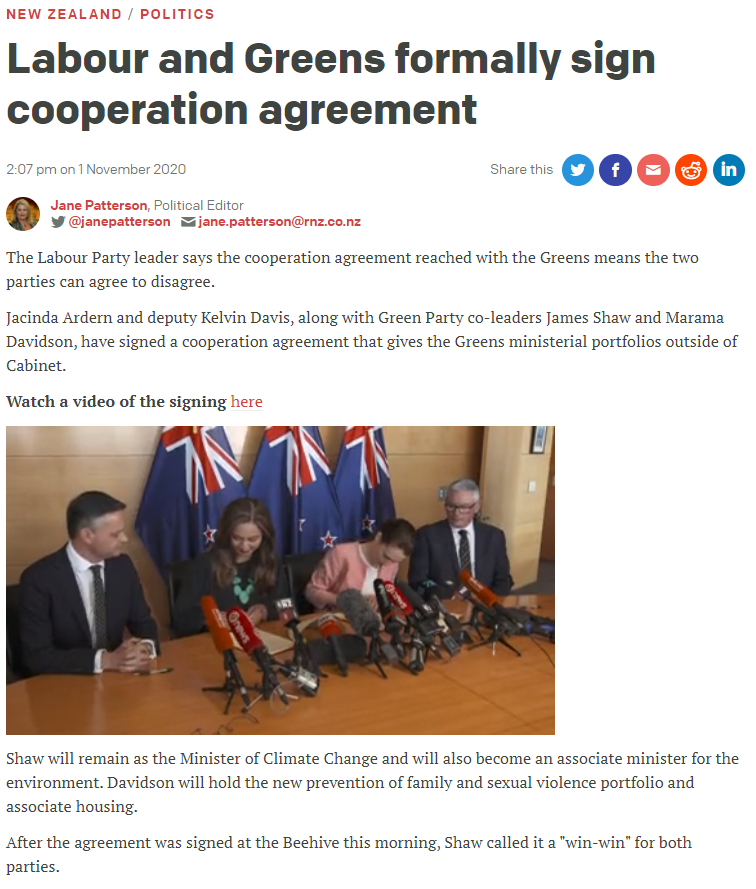 NEW ZEALAND / POLITICS
Labour and Greens formally sign
cooperation agreement
2:07 pm on 1 November 2020
Share this
Jane Patterson, Political Editor
@janepatterson jane.patterson@rnz.co.nz
The Labour Party leader says the cooperation agreement reached with the Greens means the two
parties can agree to disagree.
Jacinda Ardern and deputy Kelvin Davis, along with Green Party co-leaders James Shaw and Marama
Davidson, have signed a cooperation agreement that gives the Greens ministerial portfolios outside of
Cabinet.
Watch a video of the signing here
Shaw will remain as the Minister of Climate Change and will also become an associate minister for the
environment. Davidson will hold the new prevention of family and sexual violence portfolio and
associate housing.
After the agreement was signed at the Beehive this morning, Shaw called it a "win-win" for both
parties.